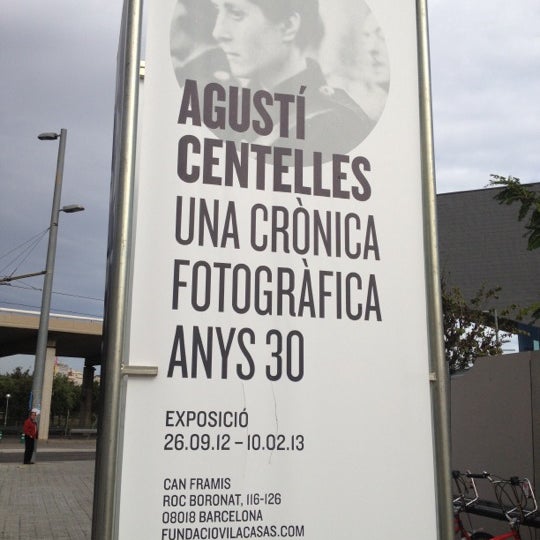 AGUSTÍ
CENTELLES
UNA CRÒNICA
FOTOGRÀFICA
ANYS 30
EXPOSICIÓ
26.09.12 – 10.02.13
CAN FRAMIS
ROC BORONAT, 116-126
08018 BARCELONA
FUNDACIOVILACASAS.COM